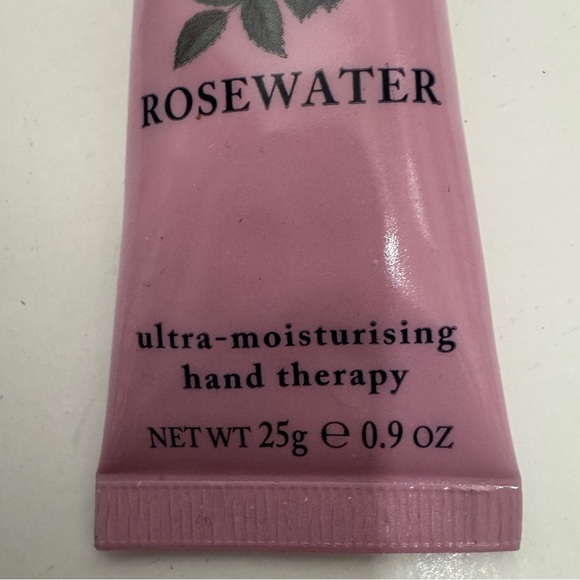 ROSEWATER
ultra-moisturising
hand therapy
NET WT 25g ℮ 0.9 OZ